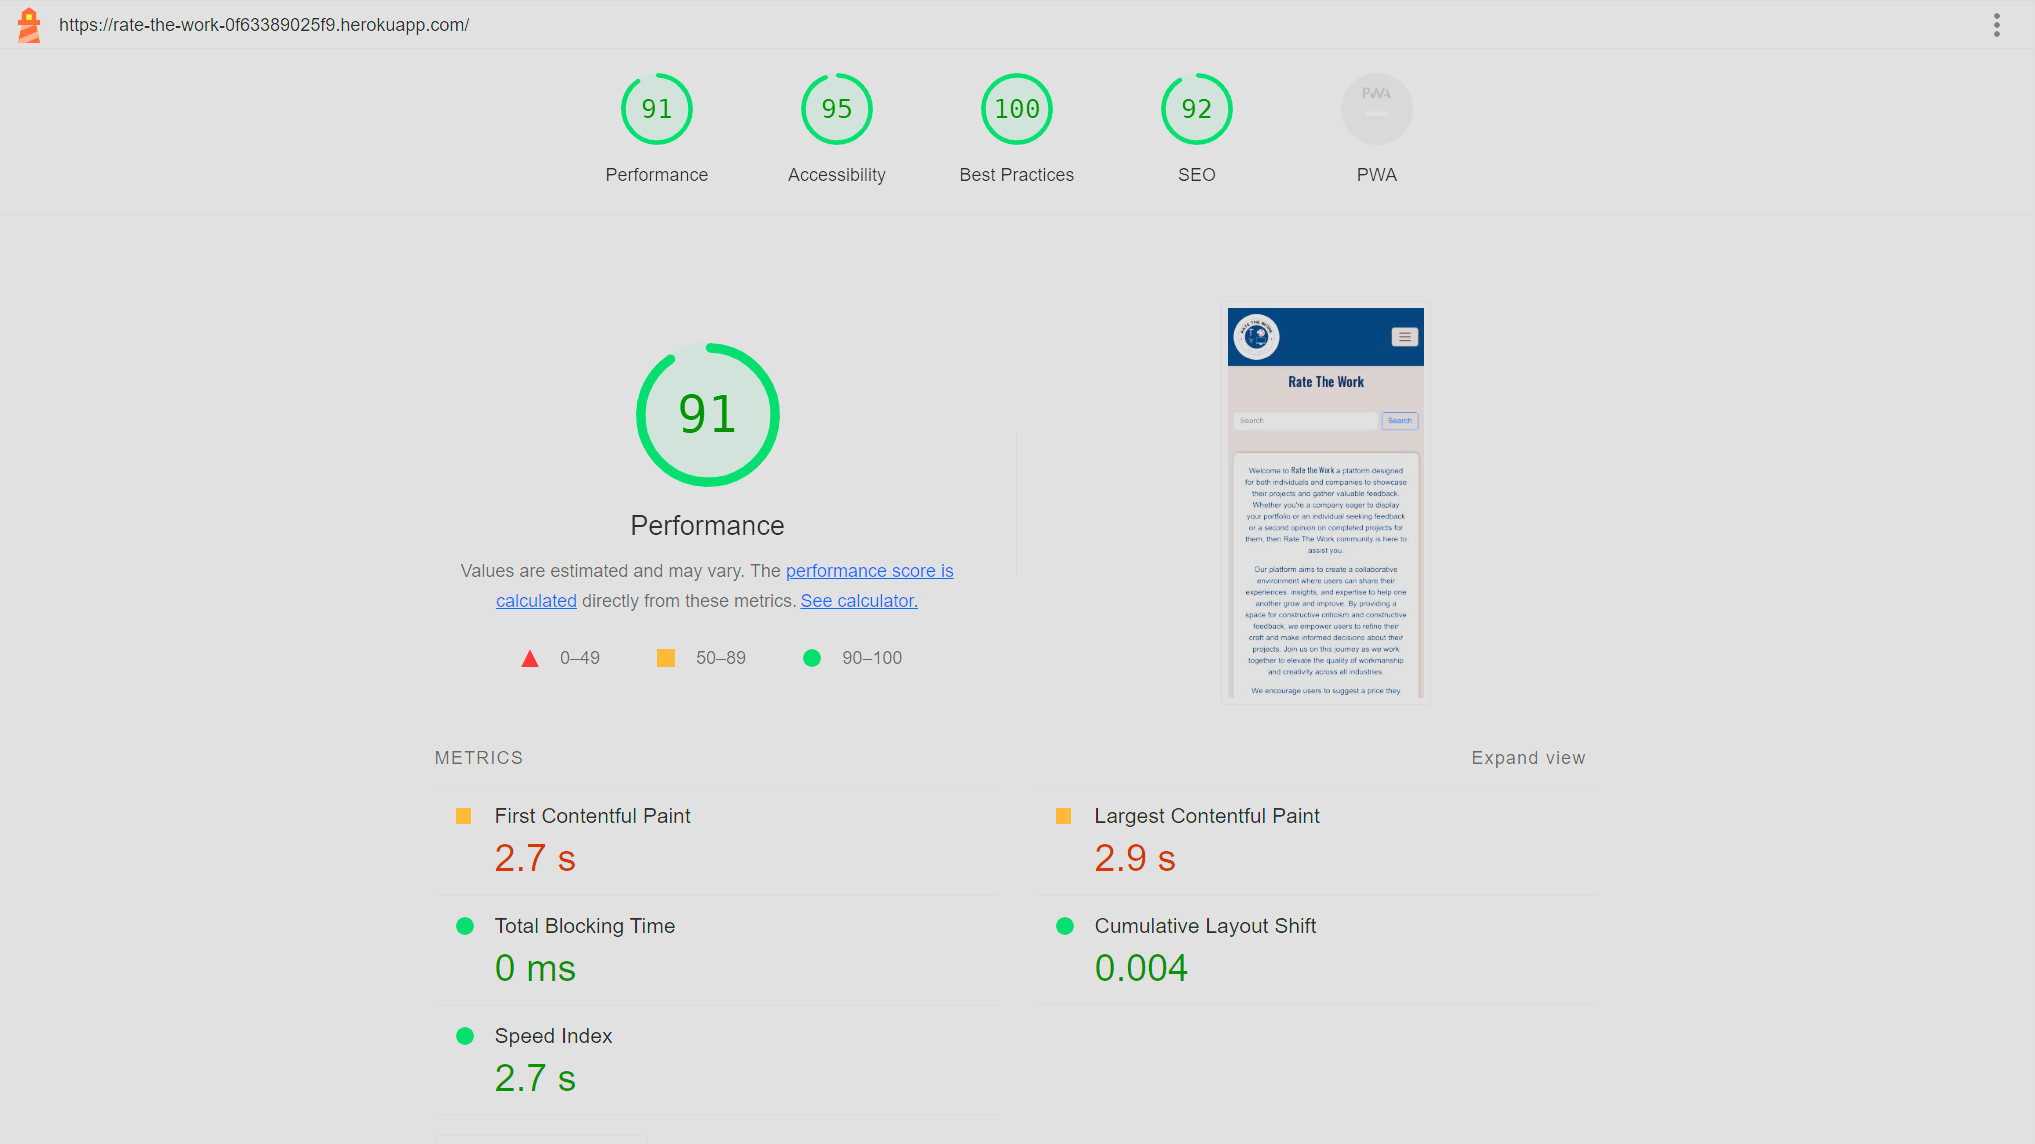 https://rate-the-work-0f63389025f9.herokuapp.com/
91
95
100
92
PWA
Performance
Accessibility
Best Practices
SEO
PWA
91
Performance
Values are estimated and may vary. The performance score is
calculated directly from these metrics. See calculator.
0–49
50–89
90–100
Rate The Work
Search
Search
Welcome to Rate the Work a platform designed
for both individuals and companies to showcase
their projects and gather valuable feedback.
Whether you're a company eager to display
your portfolio or an individual seeking feedback
or a second opinion on completed projects for
them, then Rate The Work community is here to
assist you.
Our platform aims to create a collaborative
environment where users can share their
experiences, insights, and expertise to help one
another grow and improve. By providing a
space for constructive criticism and constructive
feedback, we empower users to refine their
craft and make informed decisions about their
projects. Join us on this journey as we work
together to elevate the quality of workmanship
and creativity across all industries.
We encourage users to suggest a price they
METRICS
Expand view
First Contentful Paint
2.7 s
Largest Contentful Paint
2.9 s
Total Blocking Time
0 ms
Cumulative Layout Shift
0.004
Speed Index
2.7 s